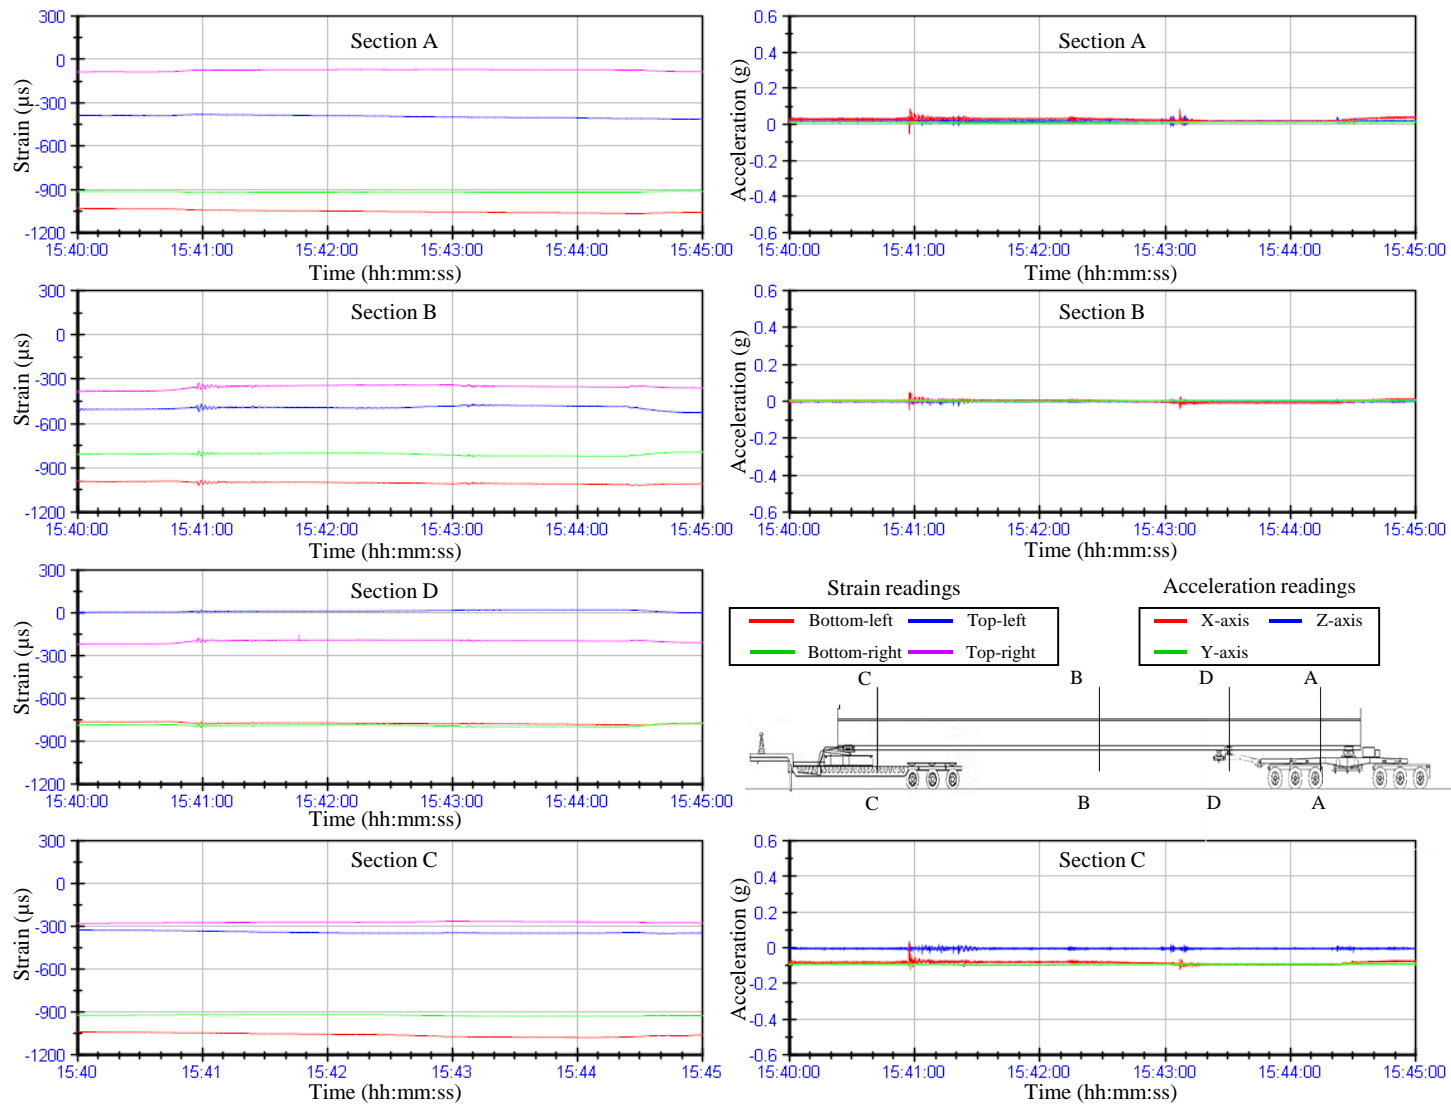 Section A
Strain (µs)
300
0
-300
-600
-900
-1200
15:40:00 15:41:00 15:42:00 15:43:00 15:44:00 15:45:00
Time (hh:mm:ss)
Section A
Acceleration (g)
0.6
0.4
0.2
0
-0.2
-0.4
-0.6
15:40:00 15:41:00 15:42:00 15:43:00 15:44:00 15:45:00
Time (hh:mm:ss)
Section B
Strain (µs)
300
0
-300
-600
-900
-1200
15:40:00 15:41:00 15:42:00 15:43:00 15:44:00 15:45:00
Time (hh:mm:ss)
Section B
Acceleration (g)
0.6
0.4
0.2
0
-0.2
-0.4
-0.6
15:40:00 15:41:00 15:42:00 15:43:00 15:44:00 15:45:00
Time (hh:mm:ss)
Section D
Strain (µs)
300
0
-300
-600
-900
-1200
15:40:00 15:41:00 15:42:00 15:43:00 15:44:00 15:45:00
Time (hh:mm:ss)
Strain readings
Bottom-left Top-left
Bottom-right Top-right
Acceleration readings
X-axis Z-axis
Y-axis
C B D A
C B D A
Section C
Strain (µs)
300
0
-300
-600
-900
-1200
15:40 15:41 15:42 15:43 15:44 15:45
Time (hh:mm:ss)
Section C
Acceleration (g)
0.6
0.4
0.2
0
-0.2
-0.4
-0.6
15:40:00 15:41:00 15:42:00 15:43:00 15:44:00 15:45:00
Time (hh:mm:ss)